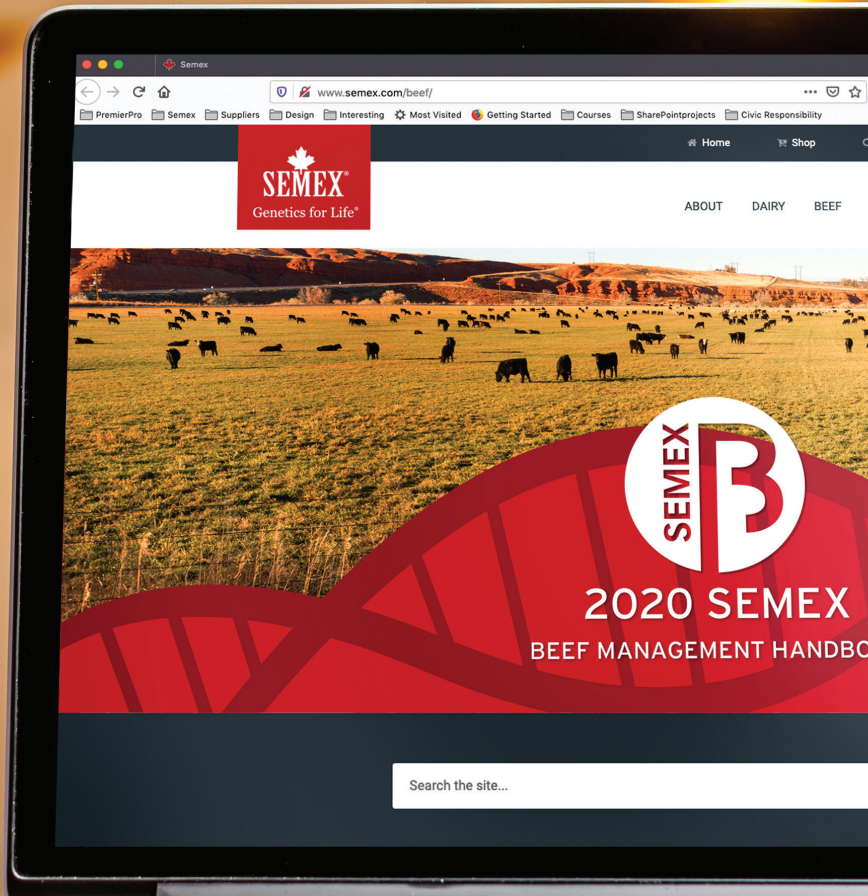 Semex
www.semex.com/beef/
PremierPro Semex Suppliers Design Interesting Most Visited Getting Started Courses SharePointprojects Civic Responsibility
Home Shop
SEMEX®
Genetics for Life®
ABOUT DAIRY BEEF
SEMEX B
2020 SEMEX
BEEF MANAGEMENT
Search the site...